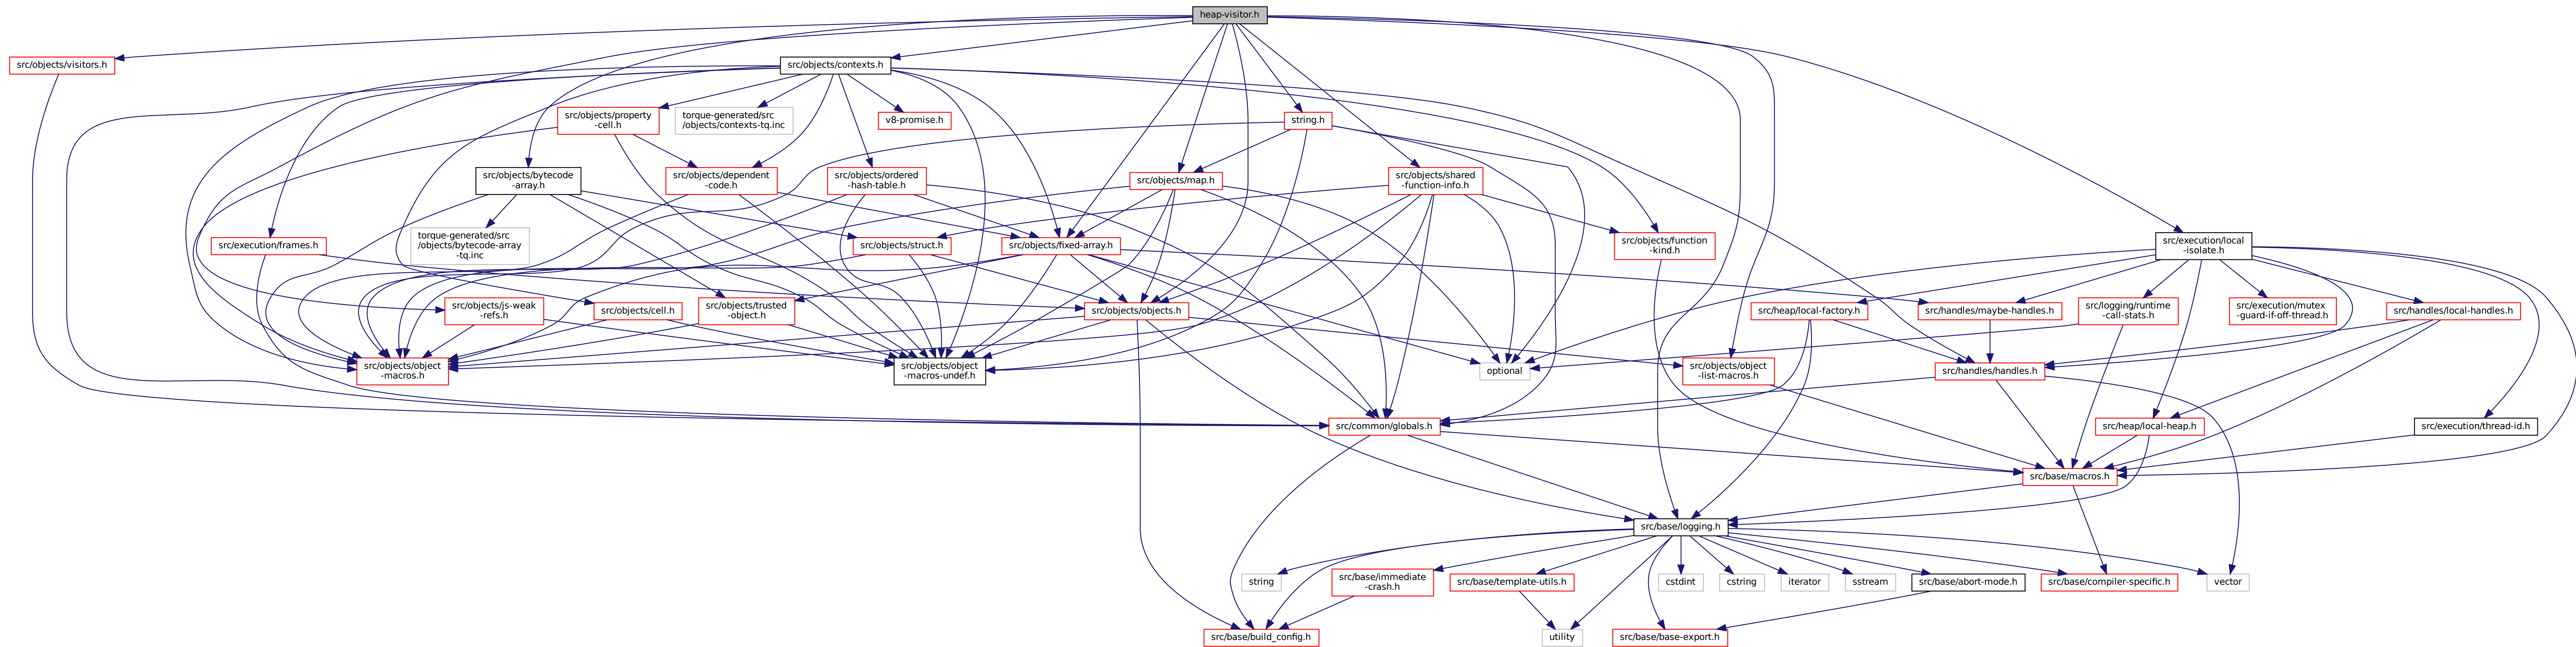 heap-visitor.h
src/objects/visitors.h
src/objects/contexts.h
src/objects/property
-cell.h
torque-generated/src
/objects/contexts-tq.inc
v8-promise.h
string.h
src/objects/bytecode
-array.h
src/objects/dependent
-code.h
src/objects/ordered
-hash-table.h
src/objects/map.h
src/objects/shared
-function-info.h
src/execution/frames.h
torque-generated/src
/objects/bytecode-array
-tq.inc
src/objects/struct.h
src/objects/fixed-array.h
src/objects/function
-kind.h
src/execution/local
-isolate.h
src/objects/js-weak
-refs.h
src/objects/cell.h
src/objects/trusted
-object.h
src/objects/objects.h
src/heap/local-factory.h
src/handles/maybe-handles.h
src/logging/runtime
-call-stats.h
src/execution/mutex
-guard-if-off-thread.h
src/handles/local-handles.h
src/objects/object
-macros.h
src/objects/object
-macros-undef.h
optional
src/objects/object
-list-macros.h
src/handles/handles.h
src/common/globals.h
src/heap/local-heap.h
src/execution/thread-id.h
src/base/macros.h
src/base/logging.h
string
src/base/immediate
-crash.h
src/base/template-utils.h
cstdint
cstring
iterator
sstream
src/base/abort-mode.h
src/base/compiler-specific.h
vector
src/base/build_config.h
utility
src/base/base-export.h